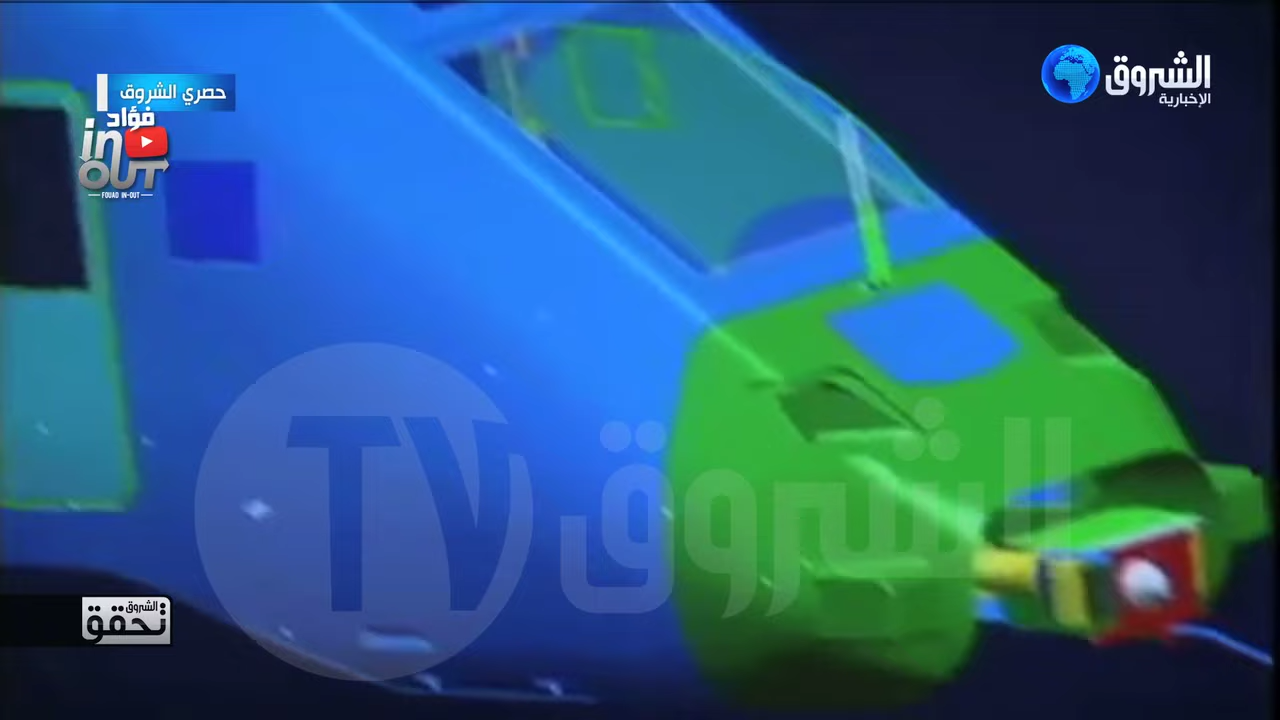 الشروق
الإخبارية
حصري الشروق
فؤاد
in
OUT
FOUAD IN-OUT
TV الشروق
الشروق
تحقق